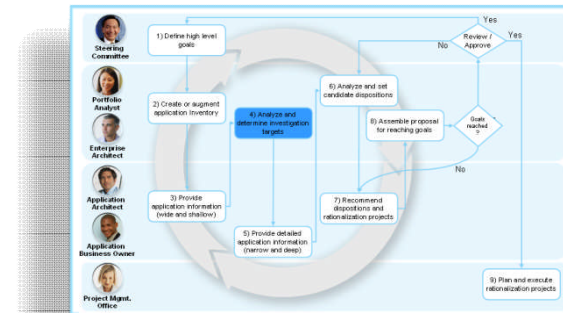 Steering
Committee
1) Define high level
goals
Yes
Review /
Approve
No
Portfolio
Analyst
2) Create or augment
application Inventory
4) Analyze and
determine investigation
targets
6) Analyze and set
candidate dispositions
8) Assemble proposal
for reaching goals
Goals
reached
?
Enterprise
Architect
No
Application
Architect
3) Provide
application information
(wide and shallow)
7) Recommend
dispositions and
rationalization projects
5) Provide detailed
application information
(narrow and deep)
Application
Business Owner
Project Mgmt.
Office
9) Plan and execute
rationalization projects